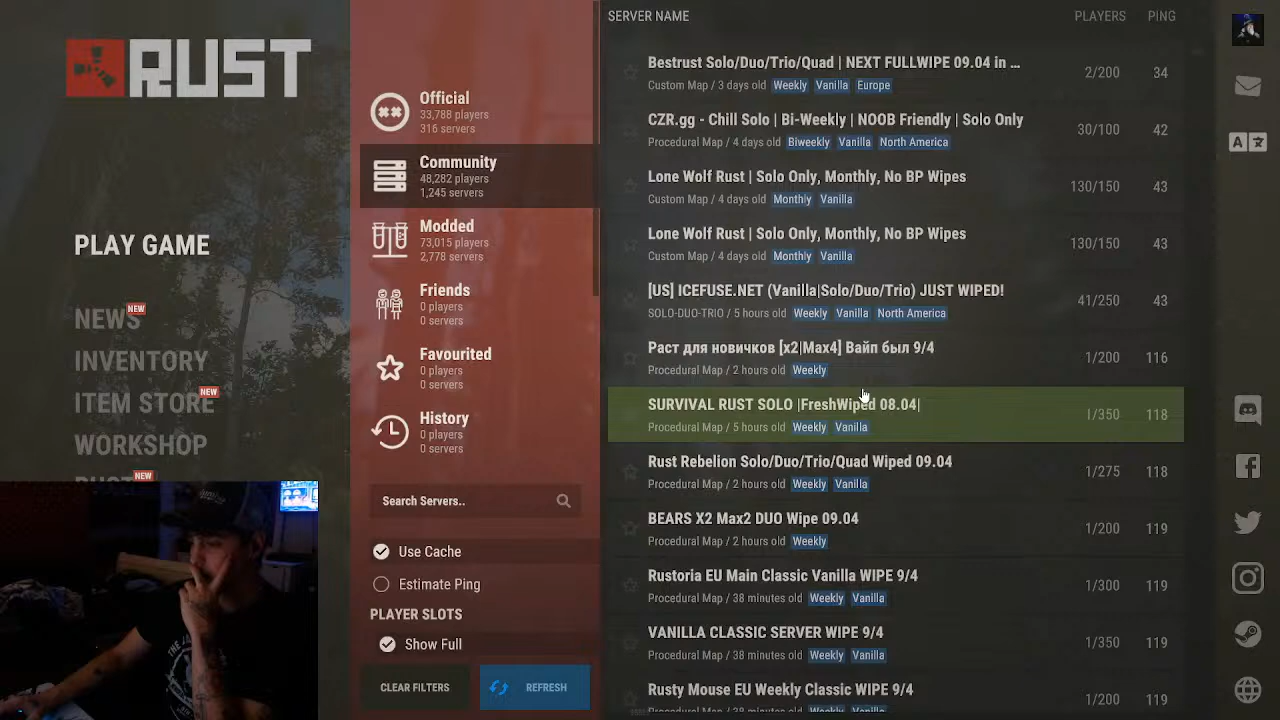 RUST
PLAY GAME
NEWS NEW
INVENTORY
ITEM STORE NEW
WORKSHOP
NEW
Official
33,788 players
316 servers
Community
48,282 players
1,245 servers
Modded
73,015 players
2,778 servers
Friends
0 players
0 servers
Favourited
0 players
0 servers
History
0 players
0 servers
Search Servers..
Use Cache
Estimate Ping
PLAYER SLOTS
Show Full
CLEAR FILTERS
REFRESH
SERVER NAME PLAYERS PING
Bestrust Solo/Duo/Trio/Quad | NEXT FULLWIPE 09.04 in ... 2/200 34
Custom Map / 3 days old Weekly Vanilla Europe
CZR.gg - Chill Solo | Bi-Weekly | NOOB Friendly | Solo Only 30/100 42
Procedural Map / 4 days old Biweekly Vanilla North America
Lone Wolf Rust | Solo Only, Monthly, No BP Wipes 130/150 43
Custom Map / 4 days old Monthly Vanilla
Lone Wolf Rust | Solo Only, Monthly, No BP Wipes 130/150 43
Custom Map / 4 days old Monthly Vanilla
[US] ICEFUSE.NET (Vanilla|Solo/Duo/Trio) JUST WIPED! 41/250 43
SOLO-DUO-TRIO / 5 hours old Weekly Vanilla North America
Раст для новичков [x2|Max4] Вайп был 9/4 1/200 116
Procedural Map / 2 hours old Weekly
SURVIVAL RUST SOLO |FreshWiped 08.04| 1/350 118
Procedural Map / 5 hours old Weekly Vanilla
Rust Rebelion Solo/Duo/Trio/Quad Wiped 09.04 1/275 118
Procedural Map / 2 hours old Weekly Vanilla
BEARS X2 Max2 DUO Wipe 09.04 1/200 119
Procedural Map / 2 hours old Weekly
Rustoria EU Main Classic Vanilla WIPE 9/4 1/300 119
Procedural Map / 38 minutes old Weekly Vanilla
VANILLA CLASSIC SERVER WIPE 9/4 1/350 119
Procedural Map / 38 minutes old Weekly Vanilla
Rusty Mouse EU Weekly Classic WIPE 9/4 1/200 119
Procedural Map / 38 minutes old Weekly Vanilla